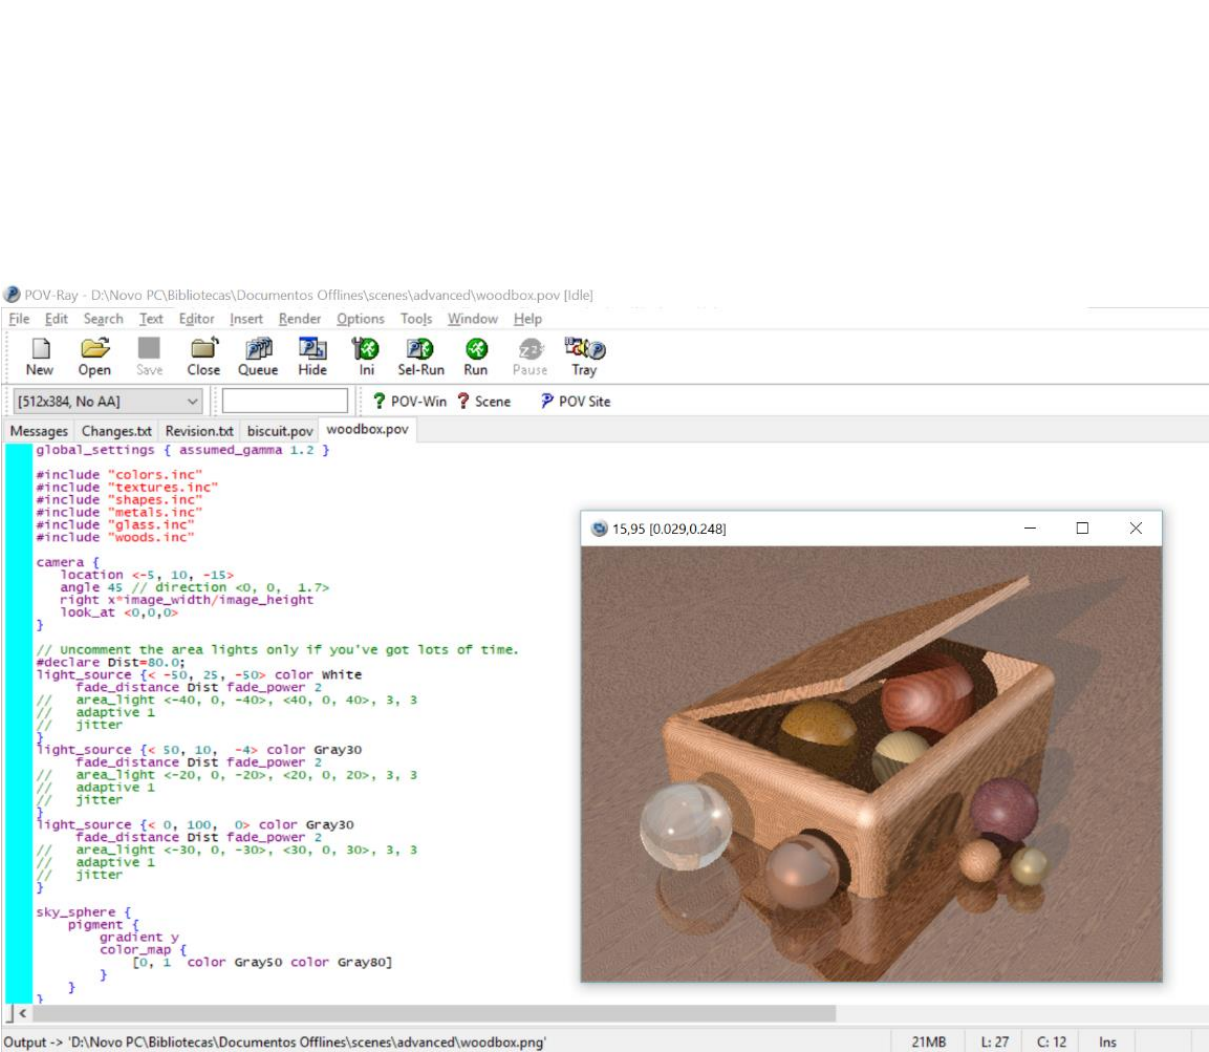 POV-Ray - D:\Novo PC\Bibliotecas\Documentos Offlines\scenes\advanced\woodbox.pov [Idle]
File Edit Search Text Editor Insert Render Options Tools Window Help
New Open Save Close Queue Hide Ini Sel-Run Run Pause Tray
[512x384, No AA] ? POV-Win ? Scene POV Site
Messages Changes.txt Revision.txt biscuit.pov woodbox.pov
global_settings { assumed_gamma 1.2 }
#include "colors.inc"
#include "textures.inc"
#include "shapes.inc"
#include "metals.inc"
#include "glass.inc"
#include "woods.inc"
camera {
location <-5, 10, -15>
angle 45 // direction <0, 0, 1.7>
right x*image_width/image_height
look_at <0,0,0>
}
// Uncomment the area lights only if you've got lots of time.
#declare Dist=80.0;
light_source {< -50, 25, -50> color White
fade_distance Dist fade_power 2
// area_light <-40, 0, -40>, <40, 0, 40>, 3, 3
// adaptive 1
// jitter
}
light_source {< 50, 10, -4> color Gray30
fade_distance Dist fade_power 2
// area_light <-20, 0, -20>, <20, 0, 20>, 3, 3
// adaptive 1
// jitter
}
light_source {< 0, 100, 0> color Gray30
fade_distance Dist fade_power 2
// area_light <-30, 0, -30>, <30, 0, 30>, 3, 3
// adaptive 1
// jitter
}
sky_sphere {
pigment {
gradient y
color_map {
[0, 1 color Gray50 color Gray80]
}
}
}
15,95 [0.029,0.248]
Output -> 'D:\Novo PC\Bibliotecas\Documentos Offlines\scenes\advanced\woodbox.png' 21MB L: 27 C: 12 Ins